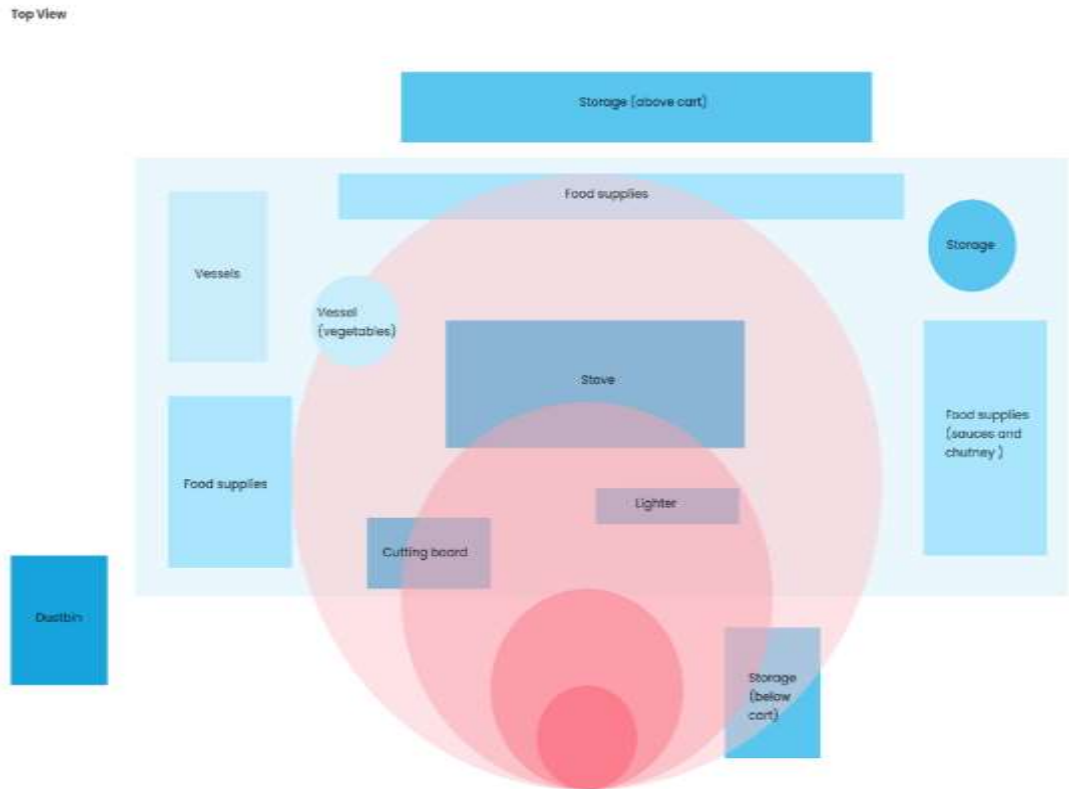 Top View
Storage (above cart)
Food supplies
Storage
Vessels
Vessel
(vegetables)
Stove
Food supplies
(sauces and
chutney )
Food supplies
Lighter
Cutting board
Dustbin
Storage
(below
cart)